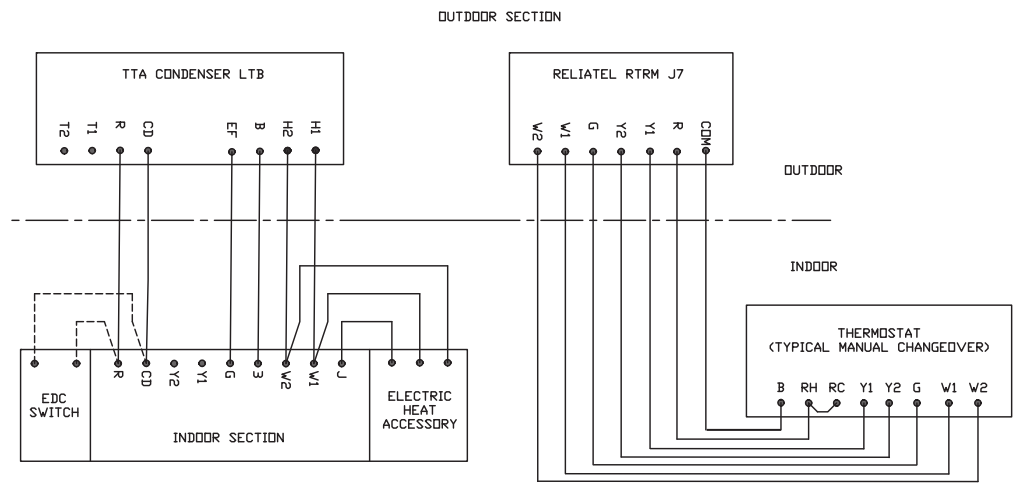 OUTDOOR SECTION
TTA CONDENSER LTB
T2 T1 R CD EF B H2 H1
RELIATEL RTRM J7
W2 W1 G Y2 Y1 R COM
OUTDOOR
INDOOR
THERMOSTAT
(TYPICAL MANUAL CHANGEOVER)
B RH RC Y1 Y2 G W1 W2
R CD Y2 Y1 G 3 W2 W1 J
EDC
SWITCH
INDOOR SECTION
ELECTRIC
HEAT
ACCESSORY